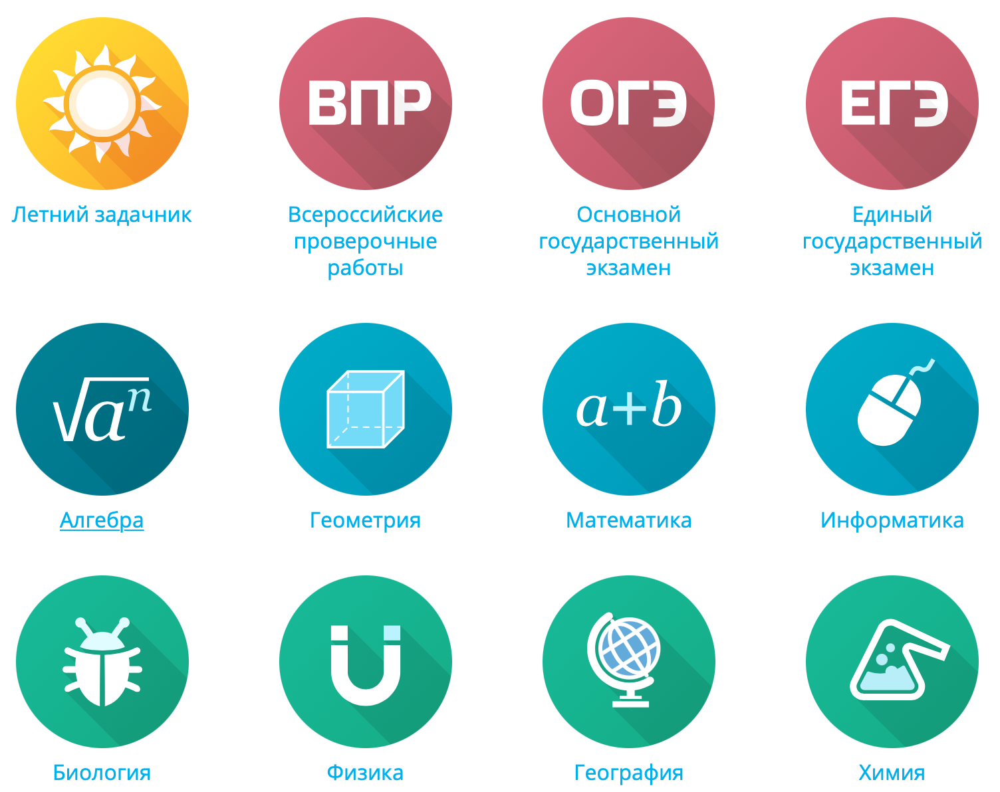 ВПР
ОГЭ
ЕГЭ
Летний задачник
Всероссийские
проверочные
работы
Основной
государственный
экзамен
Единый
государственный
экзамен
√aⁿ
a+b
Алгебра
Геометрия
Математика
Информатика
Биология
Физика
География
Химия